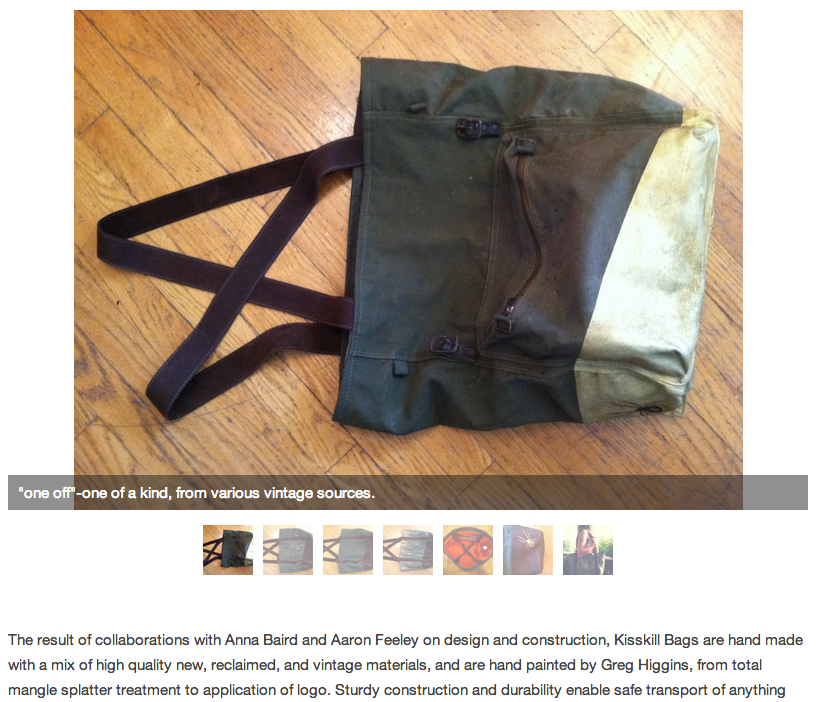 "one off"-one of a kind, from various vintage sources.
The result of collaborations with Anna Baird and Aaron Feeley on design and construction, Kisskill Bags are hand made
with a mix of high quality new, reclaimed, and vintage materials, and are hand painted by Greg Higgins, from total
mangle splatter treatment to application of logo. Sturdy construction and durability enable safe transport of anything